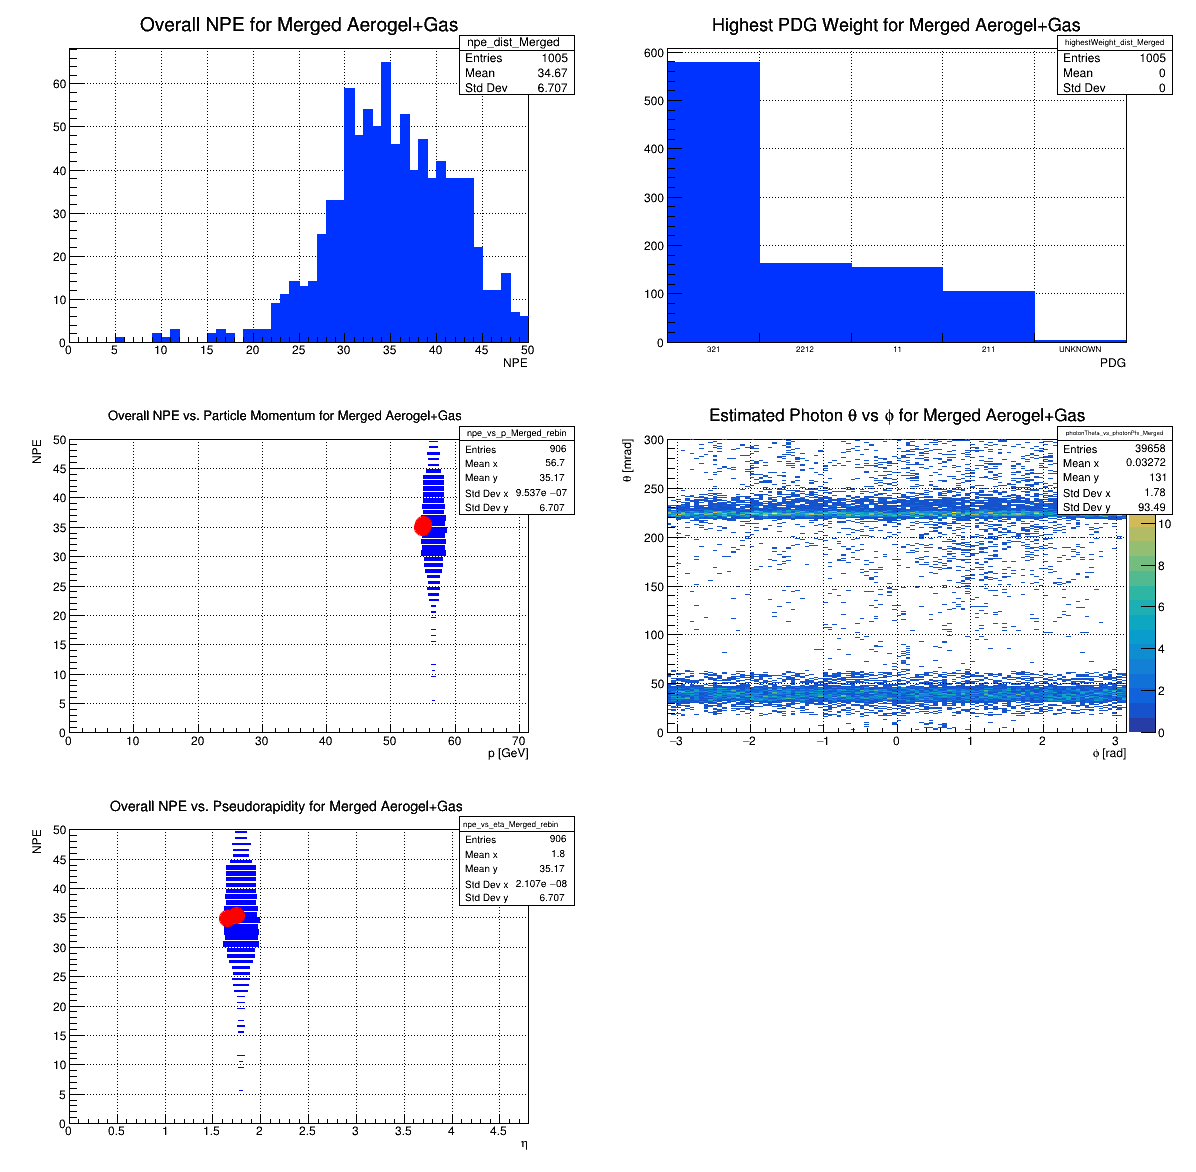 Overall NPE for Merged Aerogel+Gas
npe_dist_Merged
Entries 1005
Mean 34.67
Std Dev 6.707
60
50
40
30
20
10
0
0 5 10 15 20 25 30 35 40 45 50
NPE
Highest PDG Weight for Merged Aerogel+Gas
highestWeight_dist_Merged
Entries 1005
Mean 0
Std Dev 0
600
500
400
300
200
100
0
321 2212 11 211 UNKNOWN
PDG
Overall NPE vs. Particle Momentum for Merged Aerogel+Gas
npe_vs_p_Merged_rebin
Entries 906
Mean x 56.7
Mean y 35.17
Std Dev x 9.537e −07
Std Dev y 6.707
NPE
50
45
40
35
30
25
20
15
10
5
0
0 10 20 30 40 50 60 70
p [GeV]
Estimated Photon θ vs ϕ for Merged Aerogel+Gas
photonTheta_vs_photonPhi_Merged
Entries 39658
Mean x 0.03272
Mean y 131
Std Dev x 1.78
Std Dev y 93.49
θ [mrad]
300
250
200
150
100
50
0
−3 −2 −1 0 1 2 3
ϕ [rad]
10
8
6
4
2
0
Overall NPE vs. Pseudorapidity for Merged Aerogel+Gas
npe_vs_eta_Merged_rebin
Entries 906
Mean x 1.8
Mean y 35.17
Std Dev x 2.107e −08
Std Dev y 6.707
NPE
50
45
40
35
30
25
20
15
10
5
0
0 0.5 1 1.5 2 2.5 3 3.5 4 4.5
η